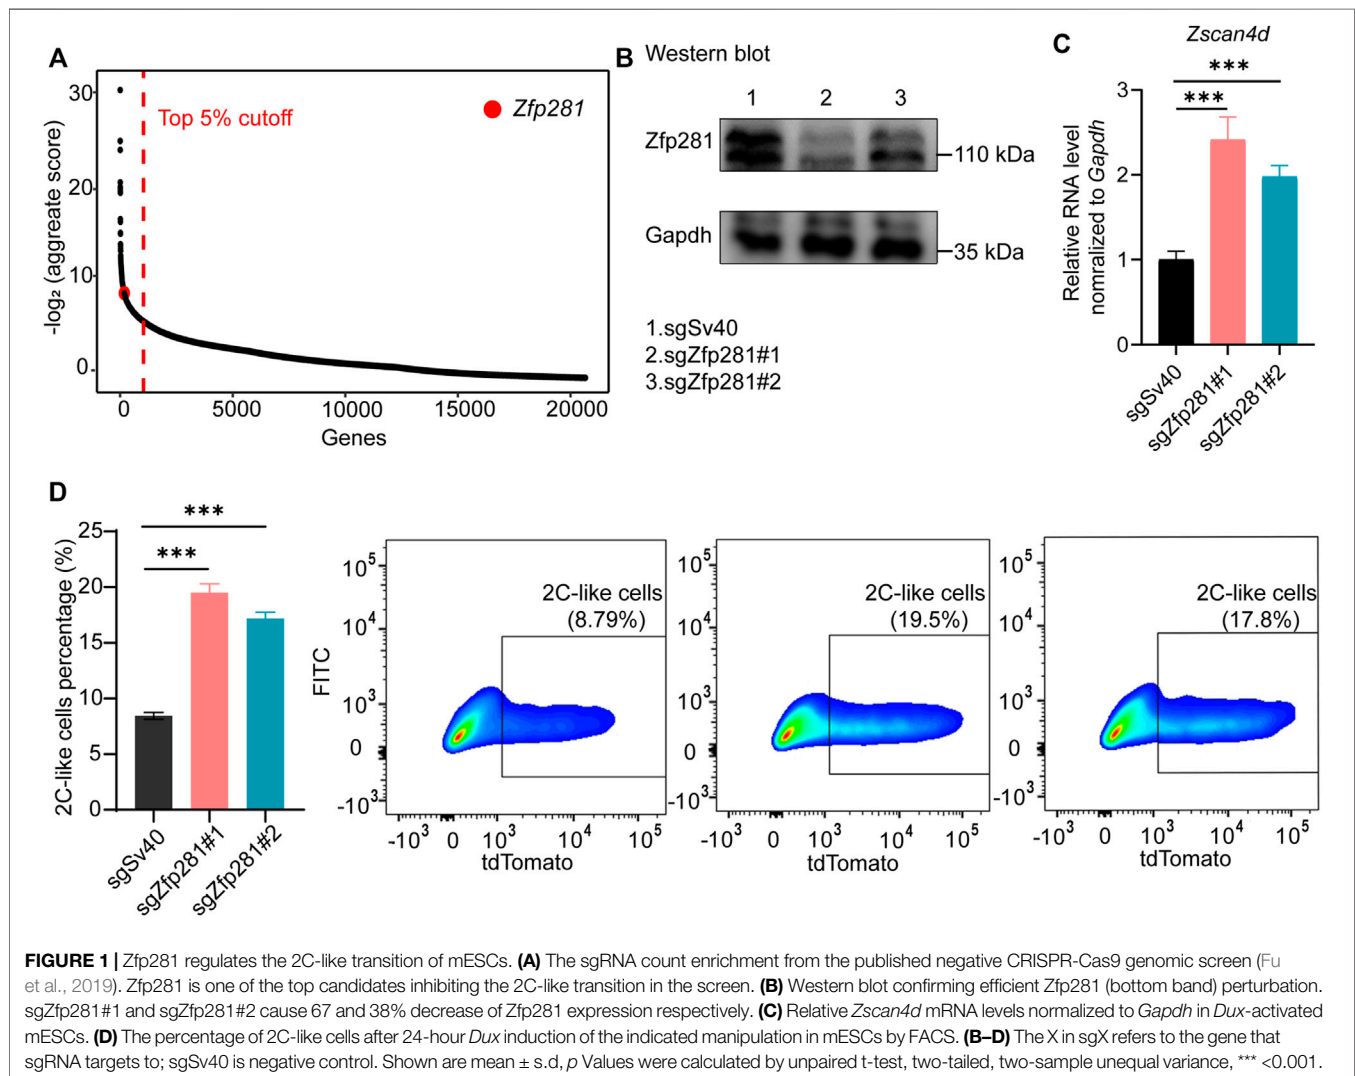 A
30
20
10
0
-log₂ (aggreate score)
Top 5% cutoff
Zfp281
0 5000 10000 15000 20000
Genes
B Western blot
1 2 3
Zfp281
110 kDa
Gapdh
35 kDa
1.sgSv40
2.sgZfp281#1
3.sgZfp281#2
C
Zscan4d
***
***
Relative RNA level
nomralized to Gapdh
3
2
1
0
sgSv40
sgZfp281#1
sgZfp281#2
D
***
***
2C-like cells percentage (%)
25
20
15
10
5
0
sgSv40
sgZfp281#1
sgZfp281#2
FITC
10⁵
10⁴
10³
0
-10³
2C-like cells
(8.79%)
-10³ 0 10³ 10⁴ 10⁵
tdTomato
10⁵
10⁴
10³
0
-10³
2C-like cells
(19.5%)
-10³ 0 10³ 10⁴ 10⁵
tdTomato
10⁵
10⁴
10³
0
-10³
2C-like cells
(17.8%)
-10³ 0 10³ 10⁴ 10⁵
tdTomato
FIGURE 1 | Zfp281 regulates the 2C-like transition of mESCs. (A) The sgRNA count enrichment from the published negative CRISPR-Cas9 genomic screen (Fu
et al., 2019). Zfp281 is one of the top candidates inhibiting the 2C-like transition in the screen. (B) Western blot confirming efficient Zfp281 (bottom band) perturbation.
sgZfp281#1 and sgZfp281#2 cause 67 and 38% decrease of Zfp281 expression respectively. (C) Relative Zscan4d mRNA levels normalized to Gapdh in Dux-activated
mESCs. (D) The percentage of 2C-like cells after 24-hour Dux induction of the indicated manipulation in mESCs by FACS. (B–D) The X in sgX refers to the gene that
sgRNA targets to; sgSv40 is negative control. Shown are mean ± s.d, p Values were calculated by unpaired t-test, two-tailed, two-sample unequal variance, *** <0.001.